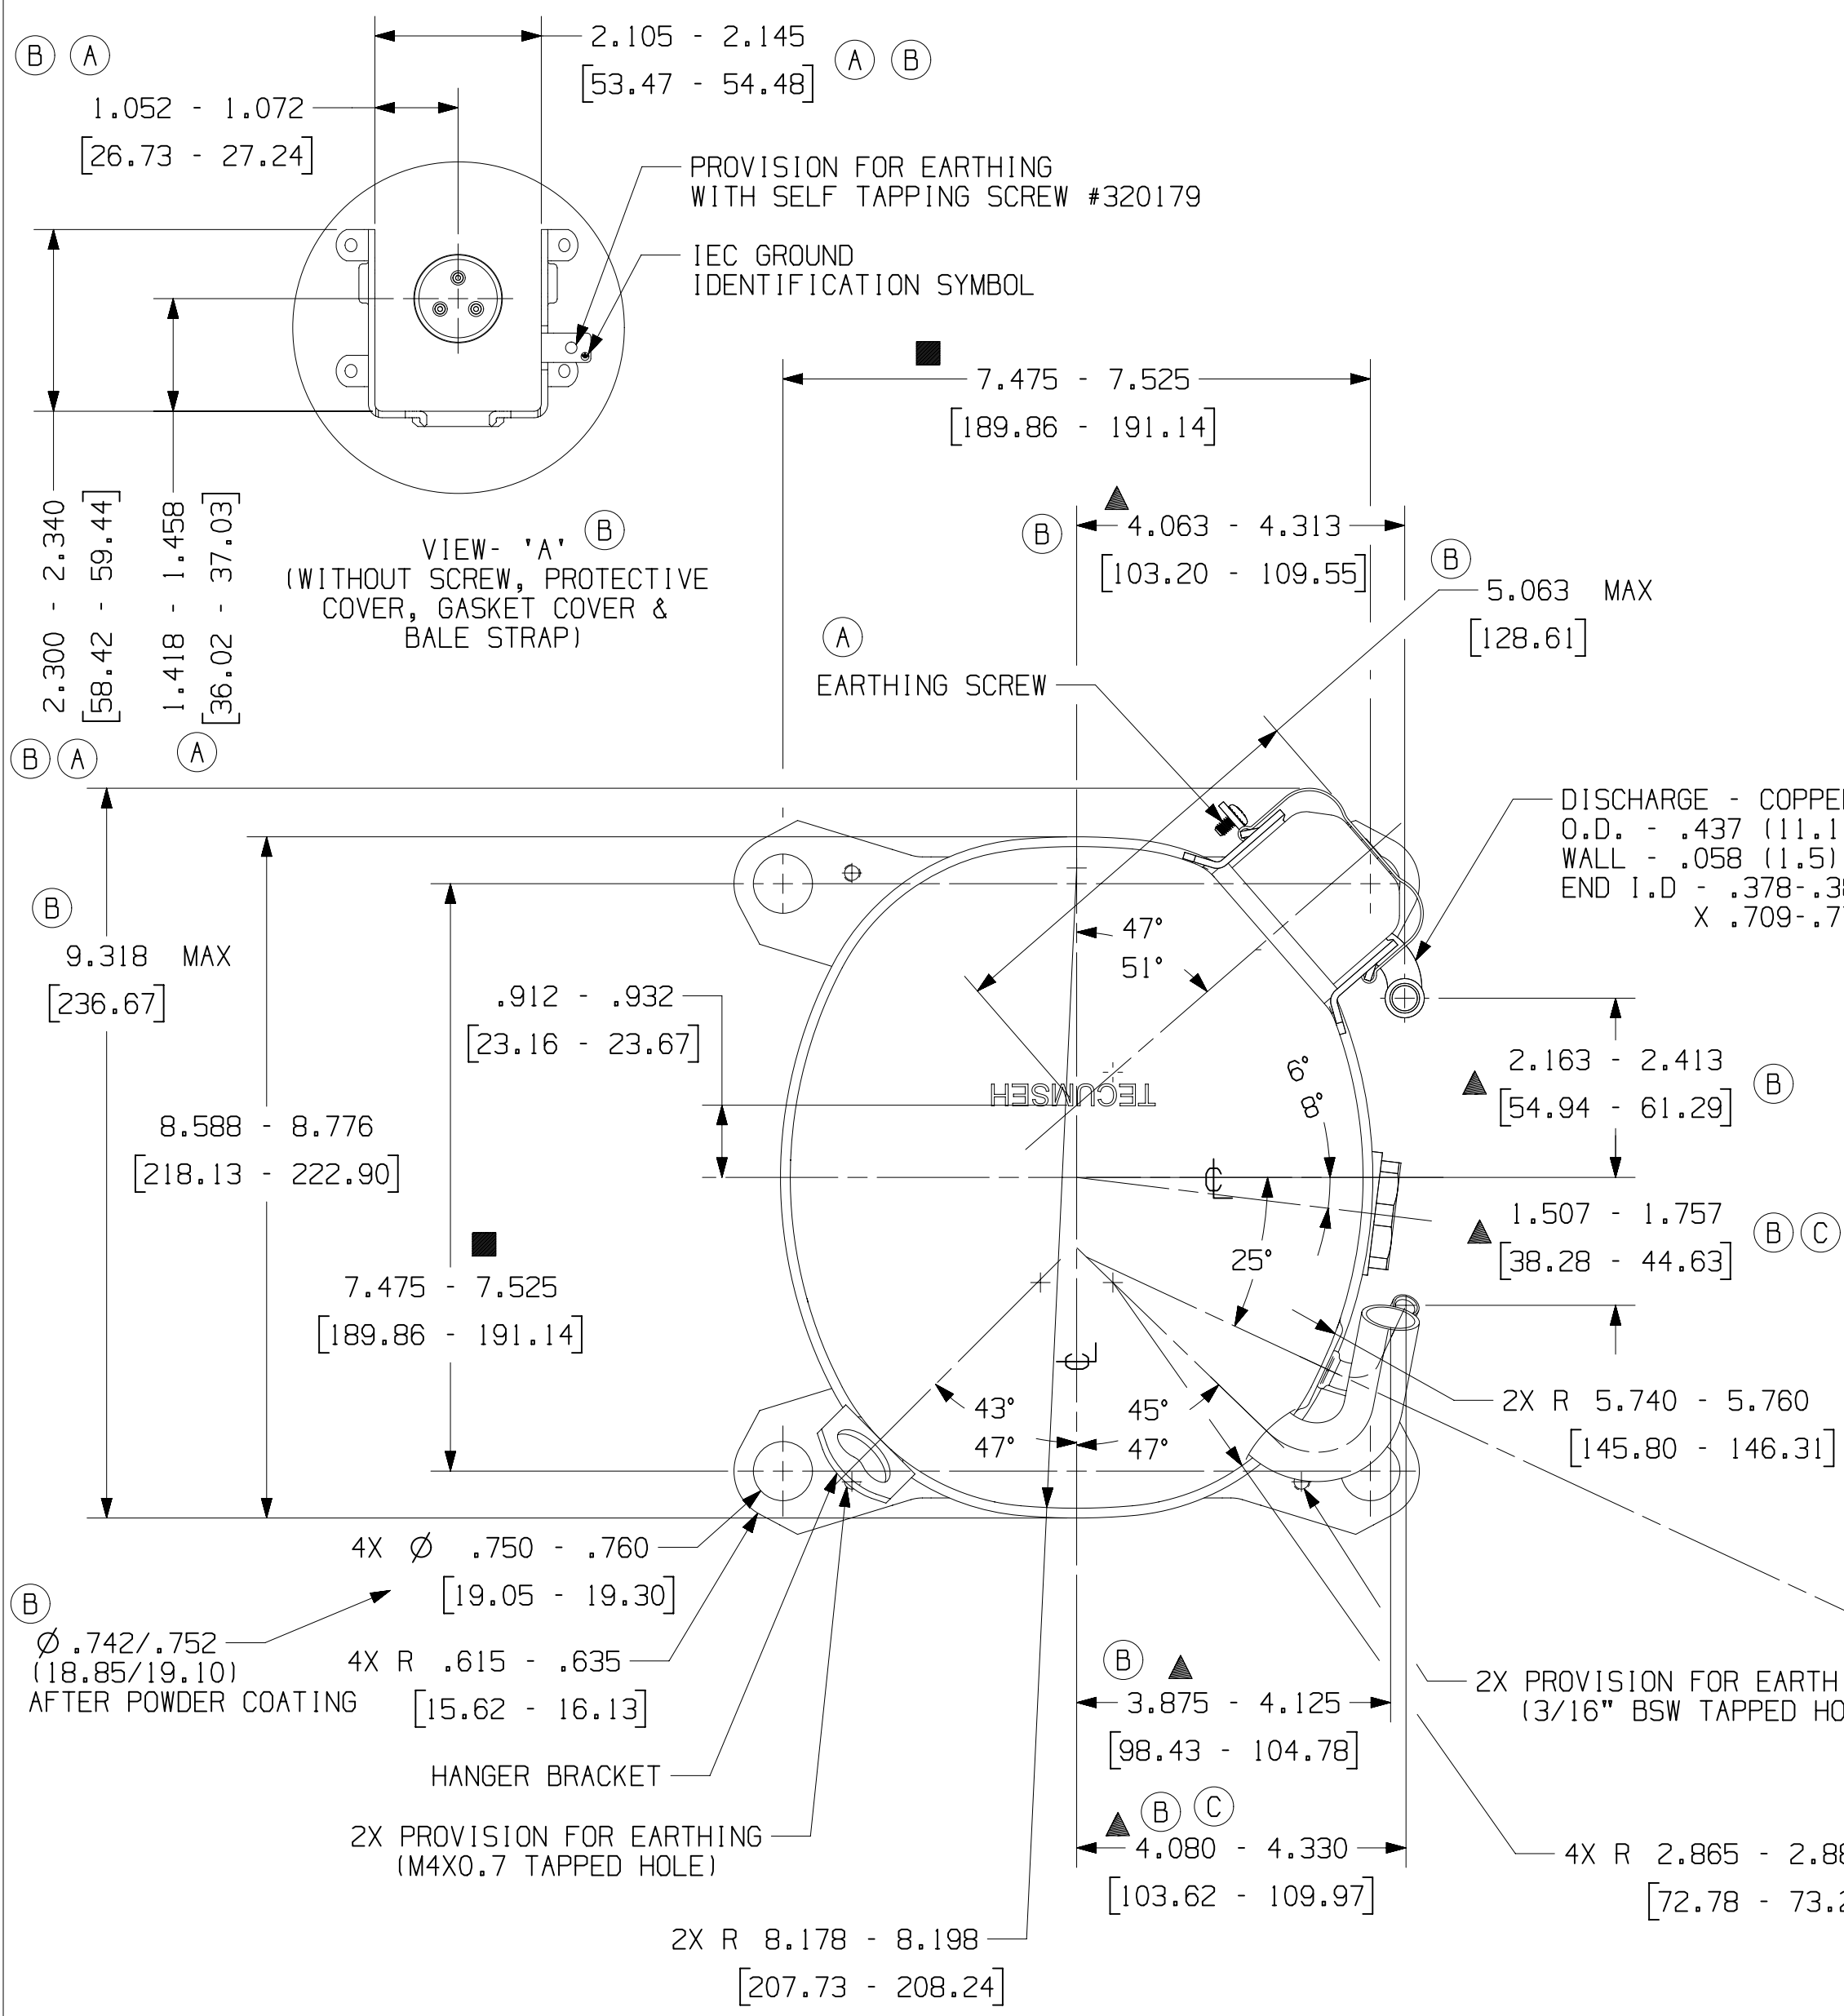 B A
2.105 - 2.145
[53.47 - 54.48]
A B
1.052 - 1.072
[26.73 - 27.24]
PROVISION FOR EARTHING
WITH SELF TAPPING SCREW #320179
IEC GROUND
IDENTIFICATION SYMBOL
7.475 - 7.525
[189.86 - 191.14]
2.300 - 2.340
[58.42 - 59.44]
1.418 - 1.458
[36.02 - 37.03]
B A
A
VIEW- 'A' B
(WITHOUT SCREW, PROTECTIVE
COVER, GASKET COVER &
BALE STRAP)
B
4.063 - 4.313
[103.20 - 109.55]
B
5.063 MAX
[128.61]
A
EARTHING SCREW
DISCHARGE - COPPE
O.D. - .437 (11.1
WALL - .058 (1.5)
END I.D - .378-.38
X .709-.7
B
9.318 MAX
[236.67]
47°
51°
.912 - .932
[23.16 - 23.67]
TECUMSEH
6°
8°
2.163 - 2.413
[54.94 - 61.29]
B
8.588 - 8.776
[218.13 - 222.90]
CL
1.507 - 1.757
[38.28 - 44.63]
B C
25°
7.475 - 7.525
[189.86 - 191.14]
CL
43°
47°
45°
47°
2X R 5.740 - 5.760
[145.80 - 146.31]
4X Ø .750 - .760
[19.05 - 19.30]
B
Ø .742/.752
(18.85/19.10)
AFTER POWDER COATING
4X R .615 - .635
[15.62 - 16.13]
HANGER BRACKET
2X PROVISION FOR EARTHING
(M4X0.7 TAPPED HOLE)
B
3.875 - 4.125
[98.43 - 104.78]
2X PROVISION FOR EARTH
(3/16" BSW TAPPED HO
B C
4.080 - 4.330
[103.62 - 109.97]
4X R 2.865 - 2.88
[72.78 - 73.2
2X R 8.178 - 8.198
[207.73 - 208.24]